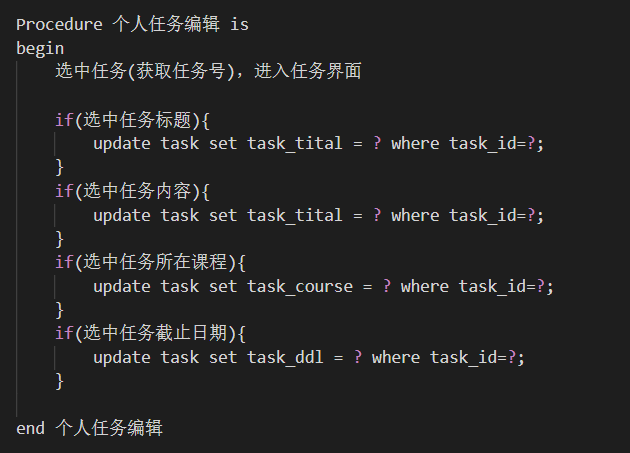 Procedure 个人任务编辑 is
begin
选中任务(获取任务号)，进入任务界面
if(选中任务标题){
update task set task_tital = ? where task_id=?;
}
if(选中任务内容){
update task set task_tital = ? where task_id=?;
}
if(选中任务所在课程){
update task set task_course = ? where task_id=?;
}
if(选中任务截止日期){
update task set task_ddl = ? where task_id=?;
}
end 个人任务编辑